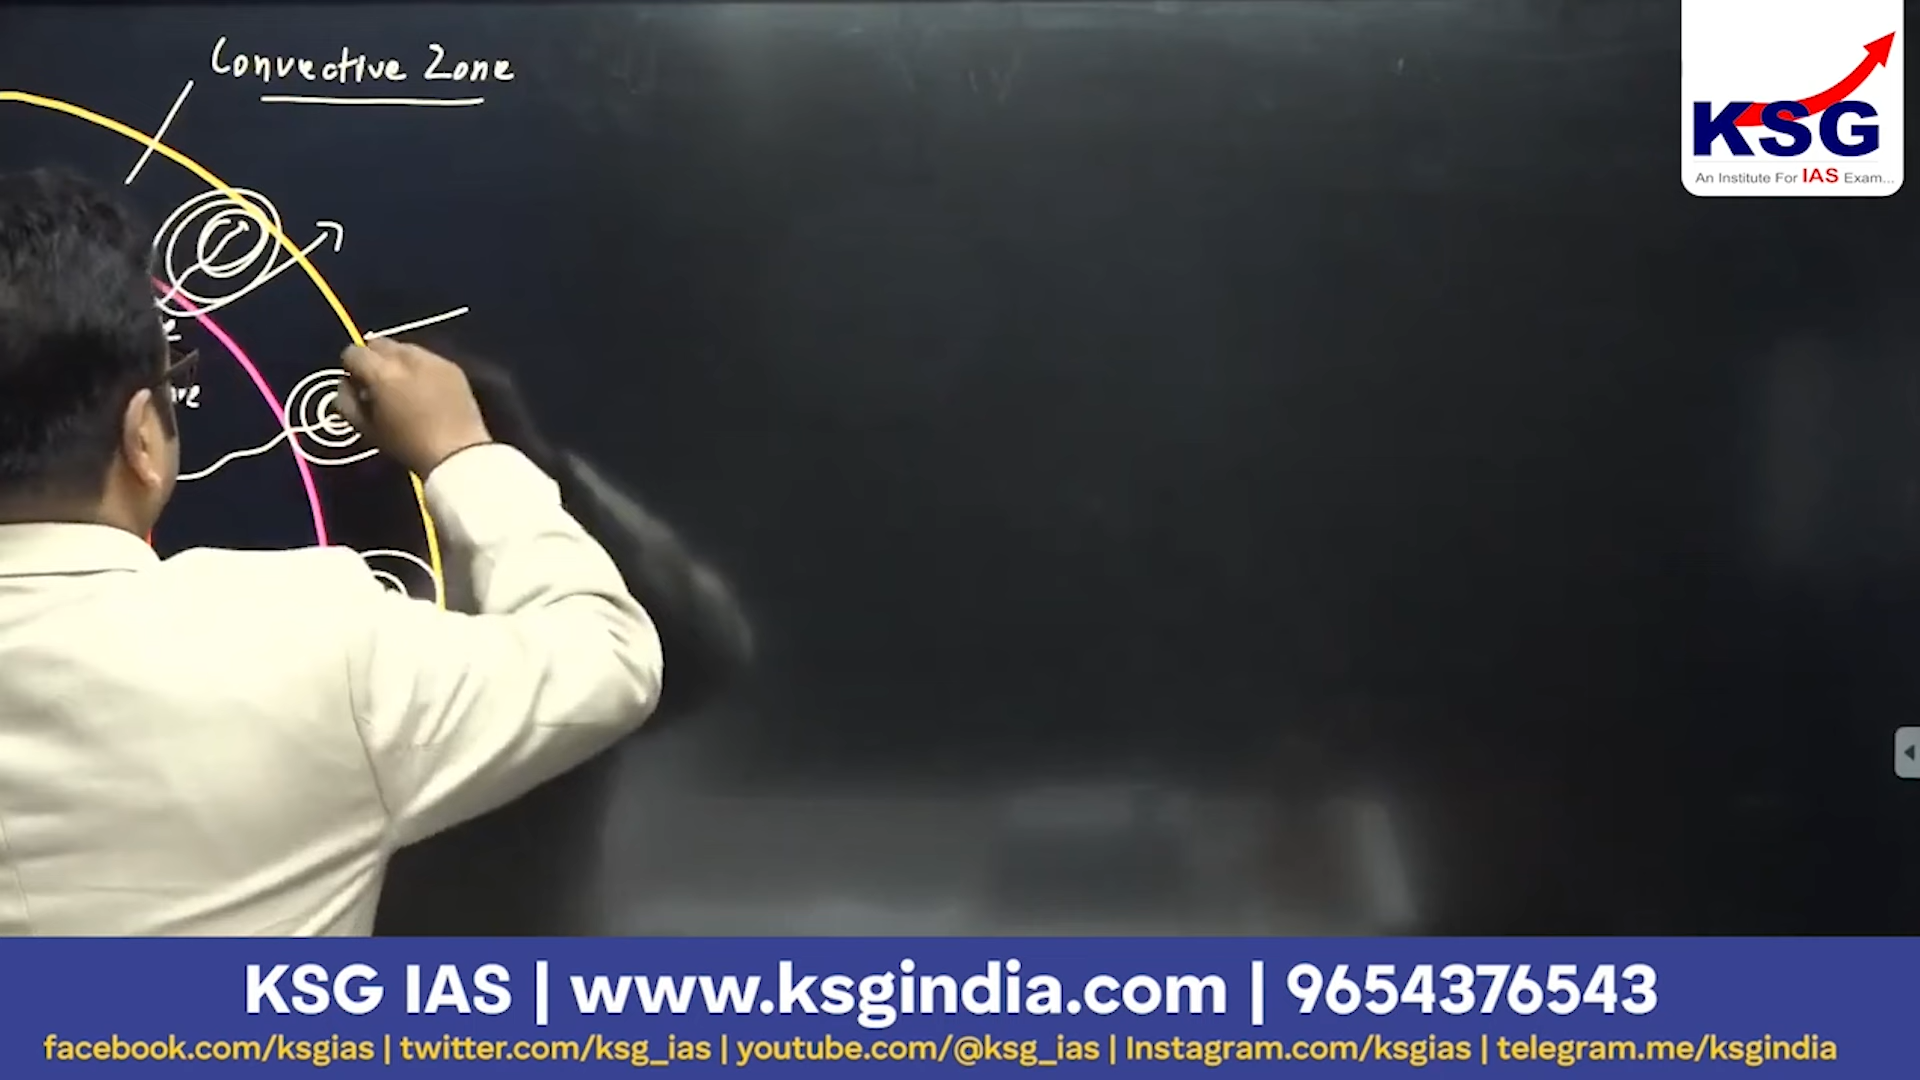 Convective Zone
KSG
An Institute For IAS Exam...
KSG IAS | www.ksgindia.com | 9654376543
facebook.com/ksgias | twitter.com/ksg_ias | youtube.com/@ksg_ias | Instagram.com/ksgias | telegram.me/ksgindia